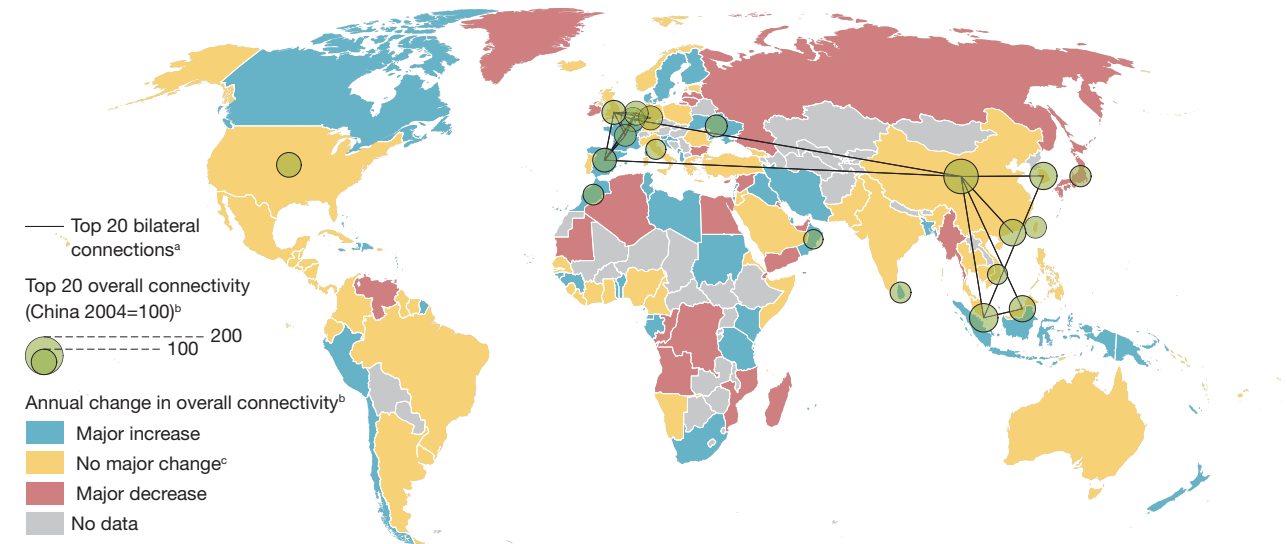 Top 20 bilateral
connectionsᵃ
Top 20 overall connectivity
(China 2004=100)ᵇ
200
100
Annual change in overall connectivityᵇ
Major increase
No major changeᶜ
Major decrease
No data